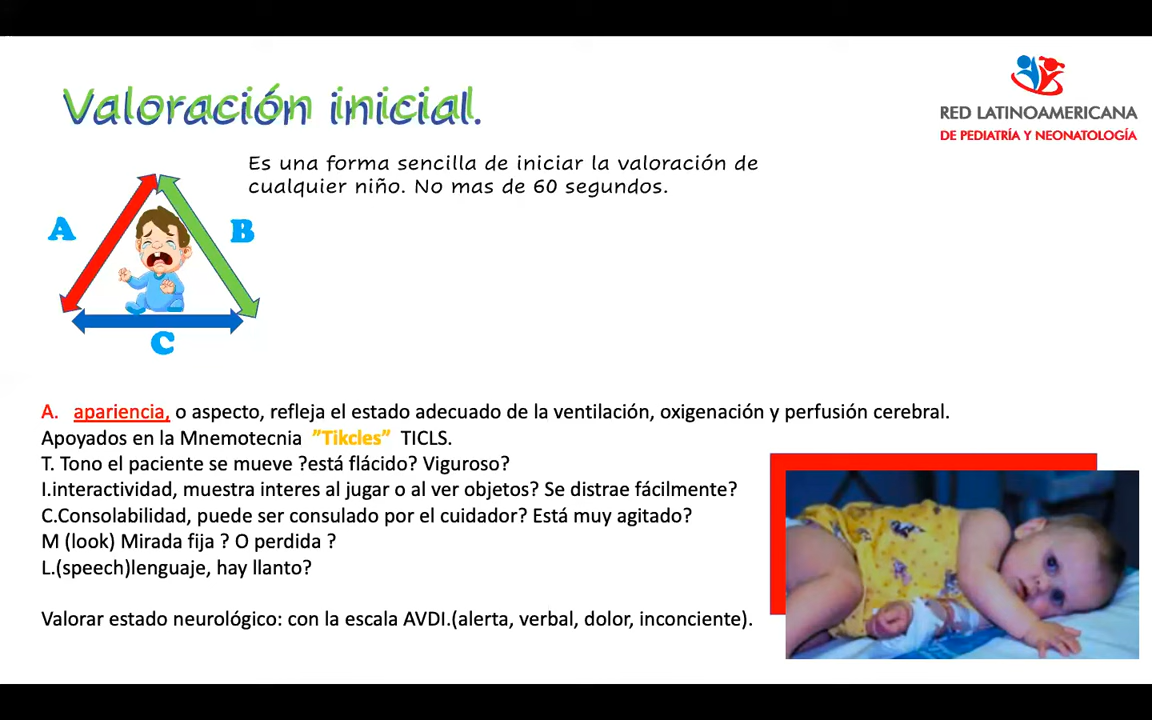 Valoración inicial.
RED LATINOAMERICANA
DE PEDIATRÍA Y NEONATOLOGÍA
Es una forma sencilla de iniciar la valoración de
cualquier niño. No mas de 60 segundos.
A
B
C
A. apariencia, o aspecto, refleja el estado adecuado de la ventilación, oxigenación y perfusión cerebral.
Apoyados en la Mnemotecnia ”Tikcles” TICLS.
T. Tono el paciente se mueve ?está flácido? Viguroso?
I.interactividad, muestra interes al jugar o al ver objetos? Se distrae fácilmente?
C.Consolabilidad, puede ser consulado por el cuidador? Está muy agitado?
M (look) Mirada fija ? O perdida ?
L.(speech)lenguaje, hay llanto?
Valorar estado neurológico: con la escala AVDI.(alerta, verbal, dolor, inconciente).